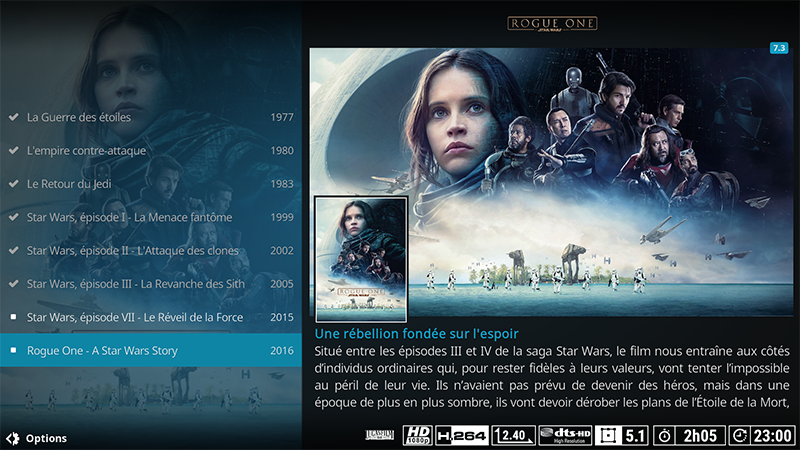 ROGUE ONE
STAR WARS
7.3
La Guerre des étoiles 1977
L'empire contre-attaque 1980
Le Retour du Jedi 1983
Star Wars, épisode I - La Menace fantôme 1999
Star Wars, épisode II - L'Attaque des clones 2002
Star Wars, épisode III - La Revanche des Sith 2005
Star Wars, épisode VII - Le Réveil de la Force 2015
Rogue One - A Star Wars Story 2016
ROGUE ONE
STAR WARS
Une rébellion fondée sur l'espoir
Situé entre les épisodes III et IV de la saga Star Wars, le film nous entraîne aux côtés
d'individus ordinaires qui, pour rester fidèles à leurs valeurs, vont tenter l'impossible
au péril de leur vie. Ils n'avaient pas prévu de devenir des héros, mais dans une
époque de plus en plus sombre, ils vont devoir dérober les plans de l'Étoile de la Mort,
Options
LUCASFILM
HD 1080p
H.264
2.40
dts-HD High Resolution
5.1
2h05
23:00